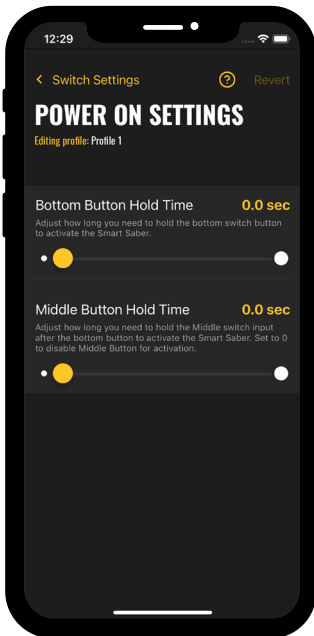 12:29
Switch Settings
Revert
POWER ON SETTINGS
Editing profile: Profile 1
Bottom Button Hold Time 0.0 sec
Adjust how long you need to hold the bottom switch button
to activate the Smart Saber.
Middle Button Hold Time 0.0 sec
Adjust how long you need to hold the Middle switch input
after the bottom button to activate the Smart Saber. Set to 0
to disable Middle Button for activation.